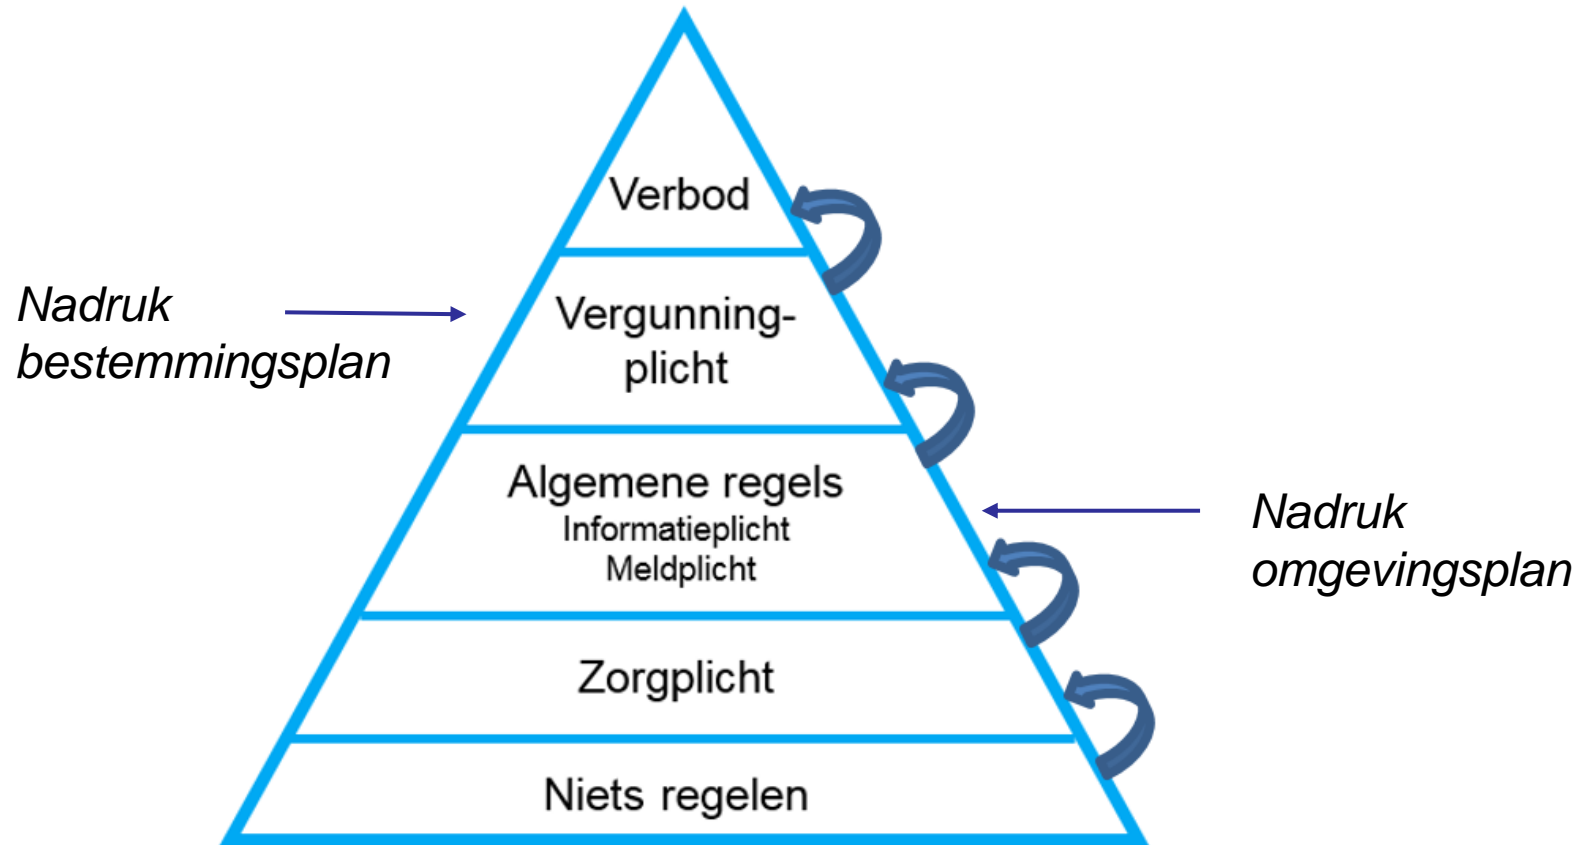 Verbod
Nadruk
bestemmingsplan
Vergunning-
plicht
Algemene regels
Informatieplicht
Meldplicht
Nadruk
omgevingsplan
Zorgplicht
Niets regelen